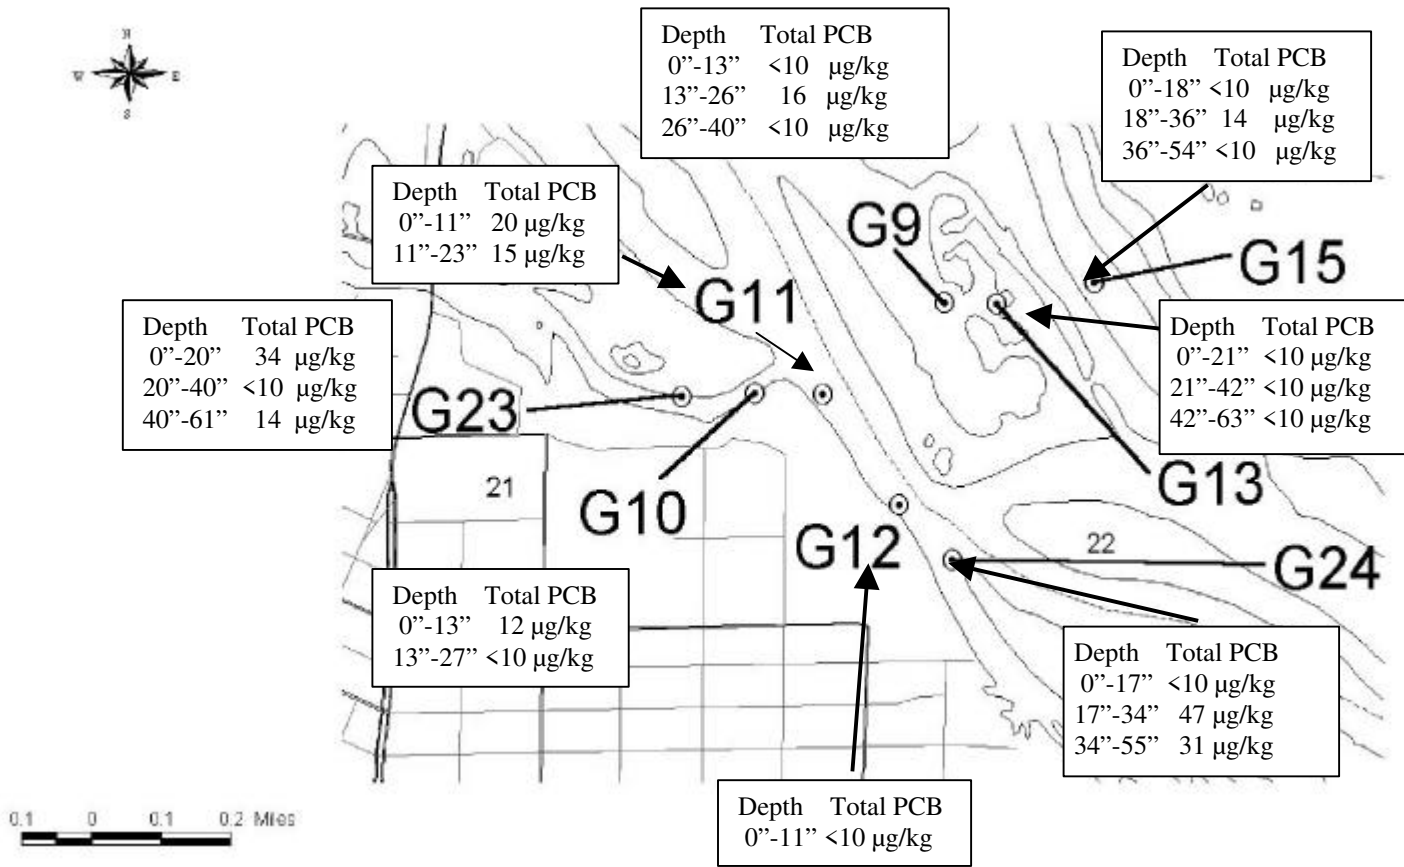 N
W E
S
Depth Total PCB
0”-13” <10 µg/kg
13”-26” 16 µg/kg
26”-40” <10 µg/kg
Depth Total PCB
0”-18” <10 µg/kg
18”-36” 14 µg/kg
36”-54” <10 µg/kg
Depth Total PCB
0”-11” 20 µg/kg
11”-23” 15 µg/kg
G9
G15
G11
Depth Total PCB
0”-20” 34 µg/kg
20”-40” <10 µg/kg
40”-61” 14 µg/kg
Depth Total PCB
0”-21” <10 µg/kg
21”-42” <10 µg/kg
42”-63” <10 µg/kg
G23
21
G10
G13
G12
22
G24
Depth Total PCB
0”-13” 12 µg/kg
13”-27” <10 µg/kg
Depth Total PCB
0”-17” <10 µg/kg
17”-34” 47 µg/kg
34”-55” 31 µg/kg
Depth Total PCB
0”-11” <10 µg/kg
0.1 0 0.1 0.2 Miles